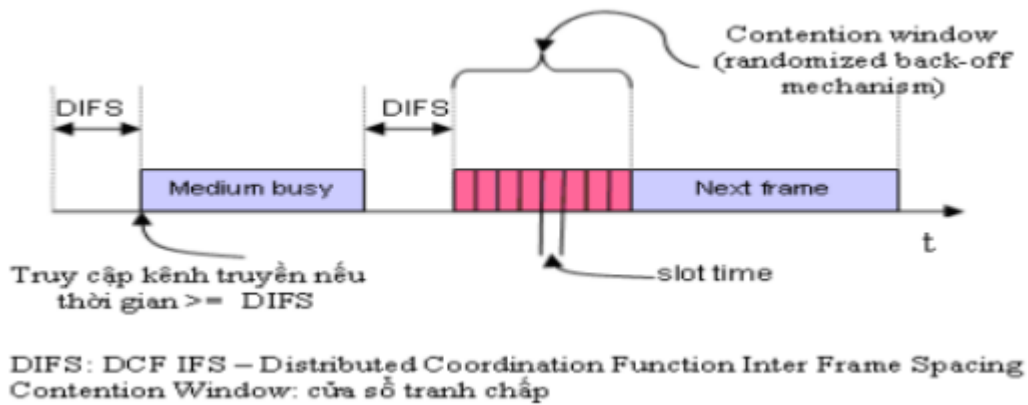 Contention window
(randomized back-off
mechanism)
DIFS
DIFS
Medium busy
Next frame
t
slot time
Truy cập kênh truyền nếu
thời gian >= DIFS
DIFS: DCF IFS – Distributed Coordination Function Inter Frame Spacing
Contention Window: cửa sổ tranh chấp